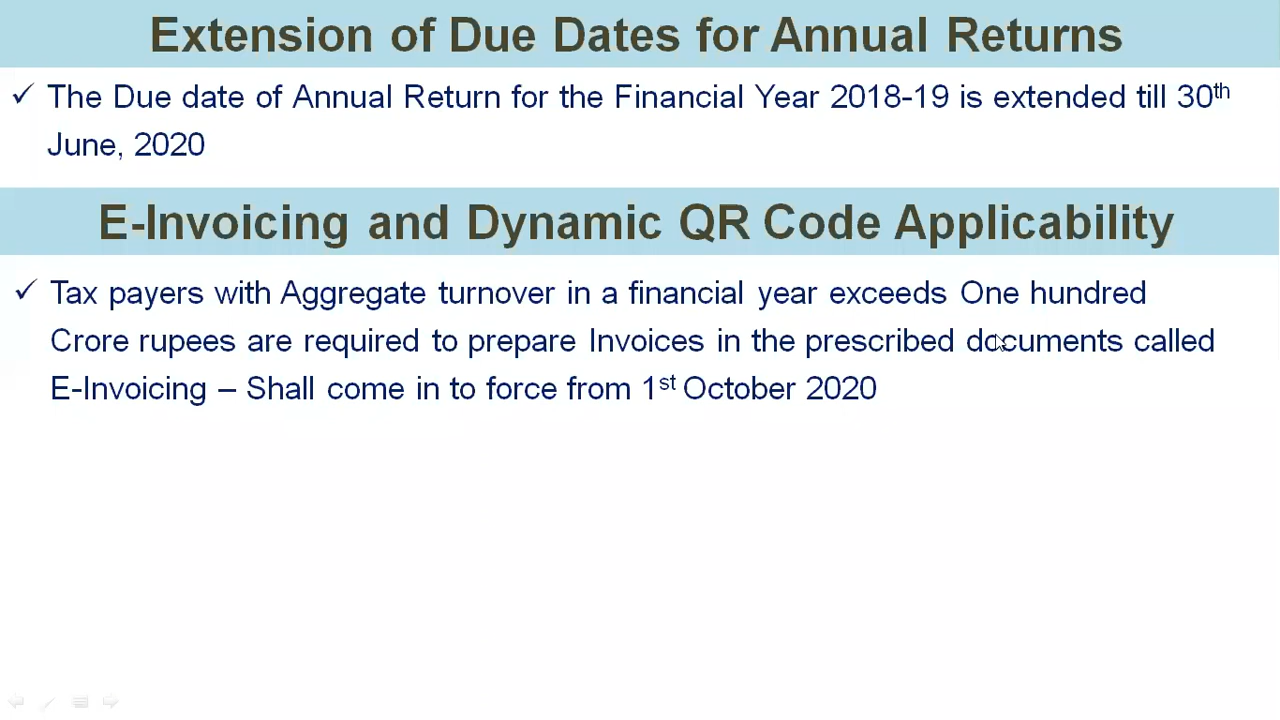 Extension of Due Dates for Annual Returns
✓ The Due date of Annual Return for the Financial Year 2018-19 is extended till 30th
June, 2020
E-Invoicing and Dynamic QR Code Applicability
✓ Tax payers with Aggregate turnover in a financial year exceeds One hundred
Crore rupees are required to prepare Invoices in the prescribed documents called
E-Invoicing – Shall come in to force from 1st October 2020